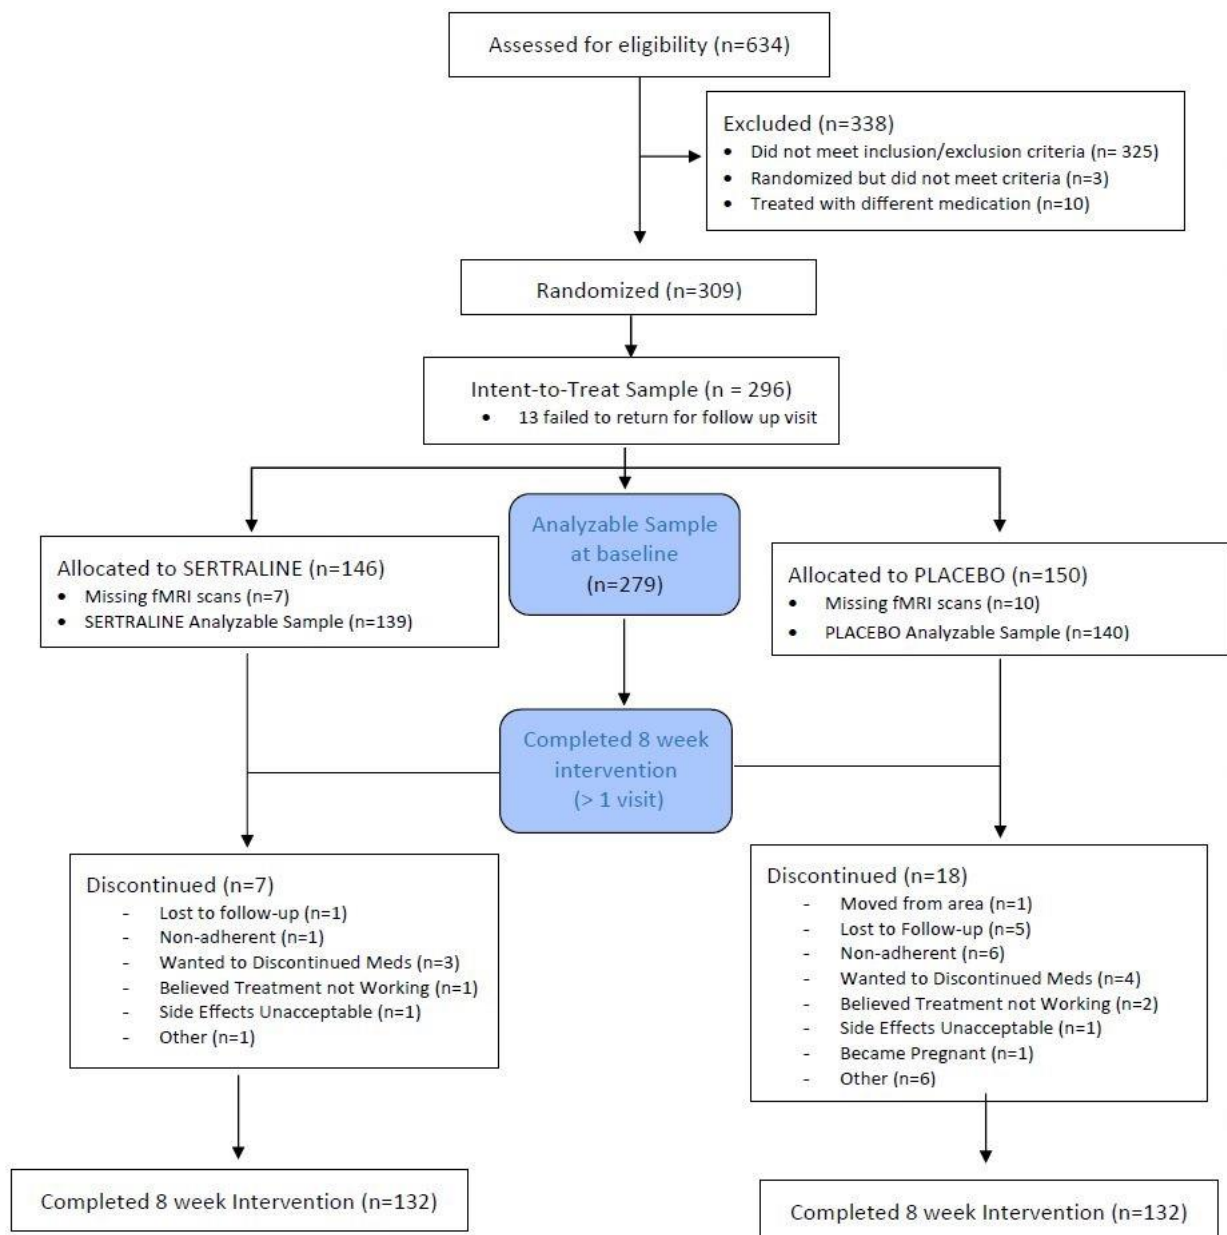 Assessed for eligibility (n=634)
Excluded (n=338)
• Did not meet inclusion/exclusion criteria (n= 325)
• Randomized but did not meet criteria (n=3)
• Treated with different medication (n=10)
Randomized (n=309)
Intent-to-Treat Sample (n = 296)
• 13 failed to return for follow up visit
Analyzable Sample
at baseline
(n=279)
Allocated to SERTRALINE (n=146)
• Missing fMRI scans (n=7)
• SERTRALINE Analyzable Sample (n=139)
Allocated to PLACEBO (n=150)
• Missing fMRI scans (n=10)
• PLACEBO Analyzable Sample (n=140)
Completed 8 week
intervention
(> 1 visit)
Discontinued (n=7)
- Lost to follow-up (n=1)
- Non-adherent (n=1)
- Wanted to Discontinued Meds (n=3)
- Believed Treatment not Working (n=1)
- Side Effects Unacceptable (n=1)
- Other (n=1)
Discontinued (n=18)
- Moved from area (n=1)
- Lost to Follow-up (n=5)
- Non-adherent (n=6)
- Wanted to Discontinued Meds (n=4)
- Believed Treatment not Working (n=2)
- Side Effects Unacceptable (n=1)
- Became Pregnant (n=1)
- Other (n=6)
Completed 8 week Intervention (n=132)
Completed 8 week Intervention (n=132)